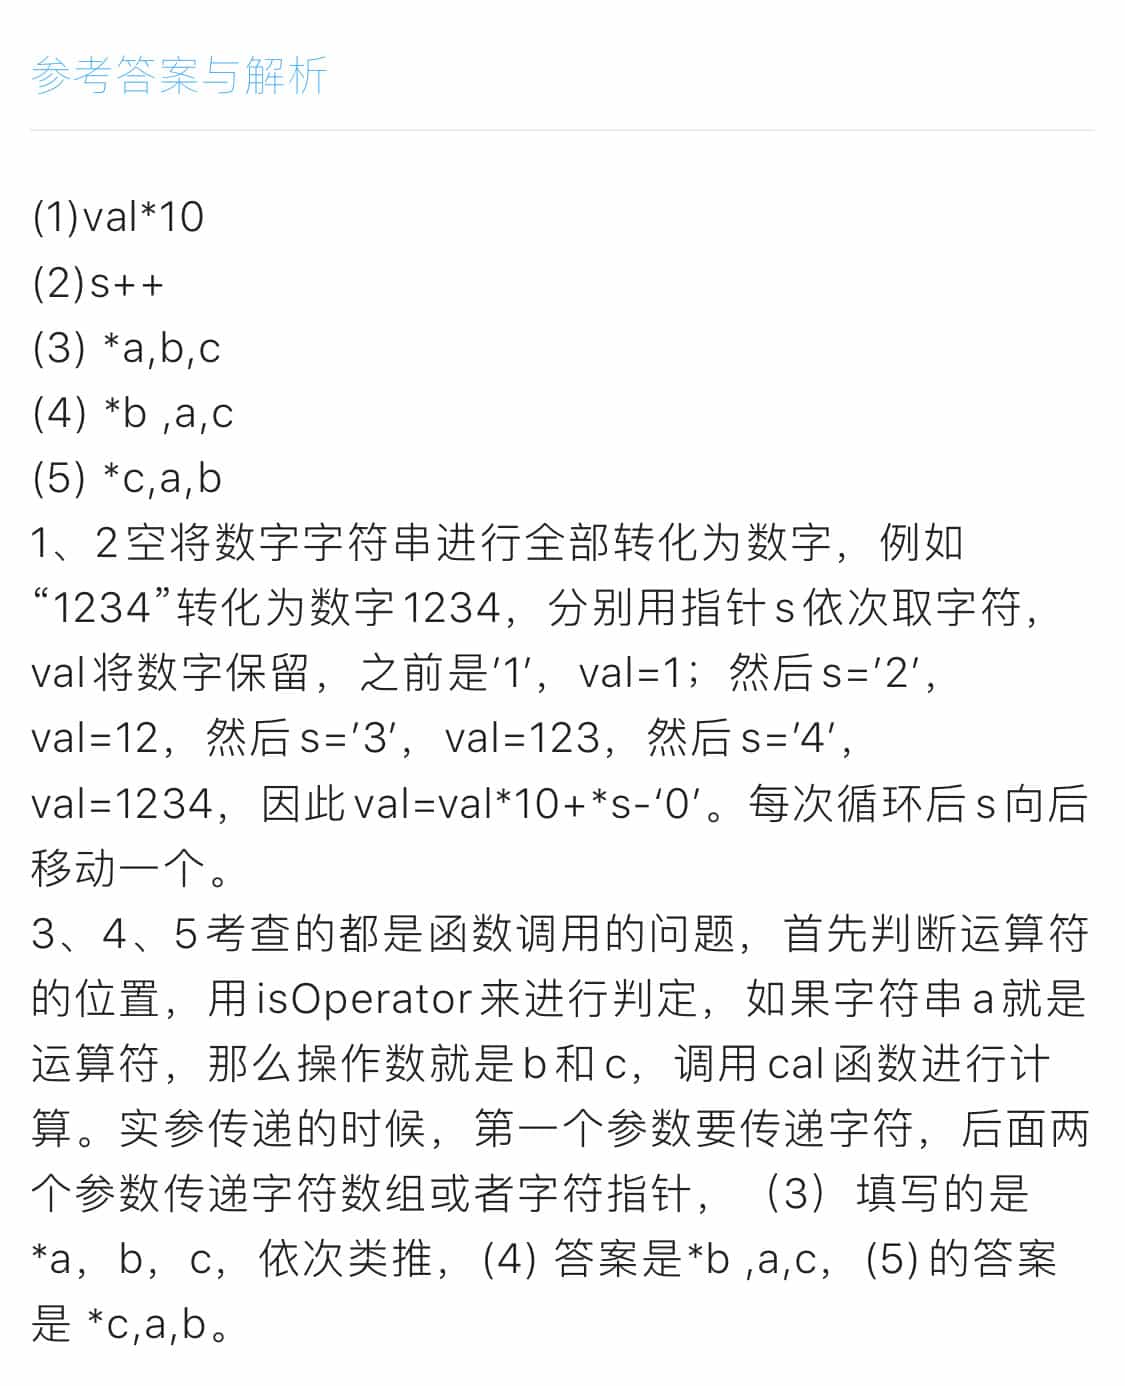 参考答案与解析
(1)val*10
(2)s++
(3) *a,b,c
(4) *b ,a,c
(5) *c,a,b
1、2空将数字字符串进行全部转化为数字，例如
“1234”转化为数字1234，分别用指针s依次取字符，
val将数字保留，之前是′1′，val=1；然后s=′2′，
val=12，然后s=′3′，val=123，然后s=′4′，
val=1234，因此val=val*10+*s-‘0′。每次循环后s向后
移动一个。
3、4、5考查的都是函数调用的问题，首先判断运算符
的位置，用isOperator来进行判定，如果字符串a就是
运算符，那么操作数就是b和c，调用cal函数进行计
算。实参传递的时候，第一个参数要传递字符，后面两
个参数传递字符数组或者字符指针，（3）填写的是
*a，b，c，依次类推，(4) 答案是*b ,a,c，(5)的答案
是 *c,a,b。